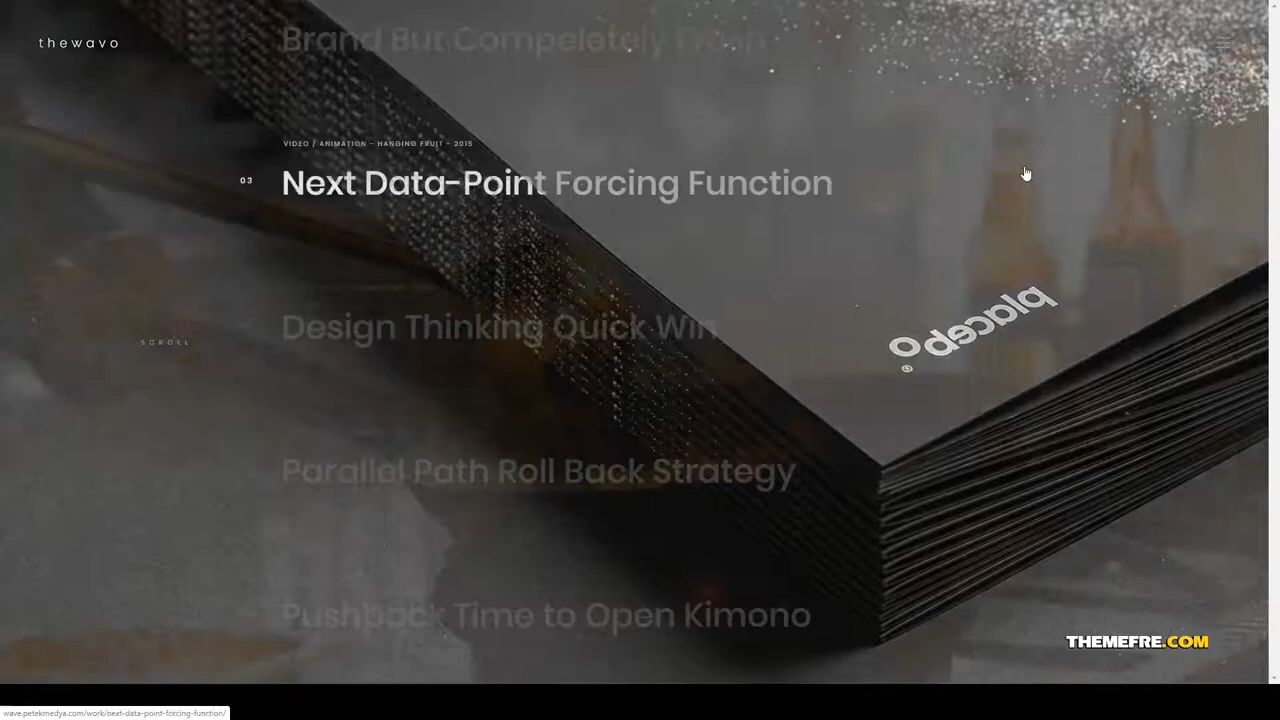 Brand But Compeletely Fresh
thewavo
VIDEO / ANIMATION - HANGING FRUIT - 2015
03
Next Data-Point Forcing Function
placebo
Design Thinking Quick Win
SCROLL
Parallel Path Roll Back Strategy
Pushback Time to Open Kimono
THEMEFRE.COM
wave.petekmedya.com/work/next-data-point-forcing-function/